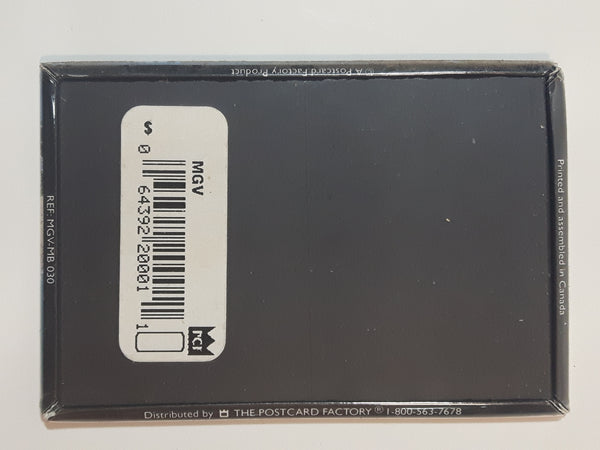 © A Postcard Factory Product
$
MGV
0 64392 20001 1
PCF
REF: MGV-MB 030
Printed and assembled in Canada
Distributed by THE POSTCARD FACTORY ® 1-800-563-7678